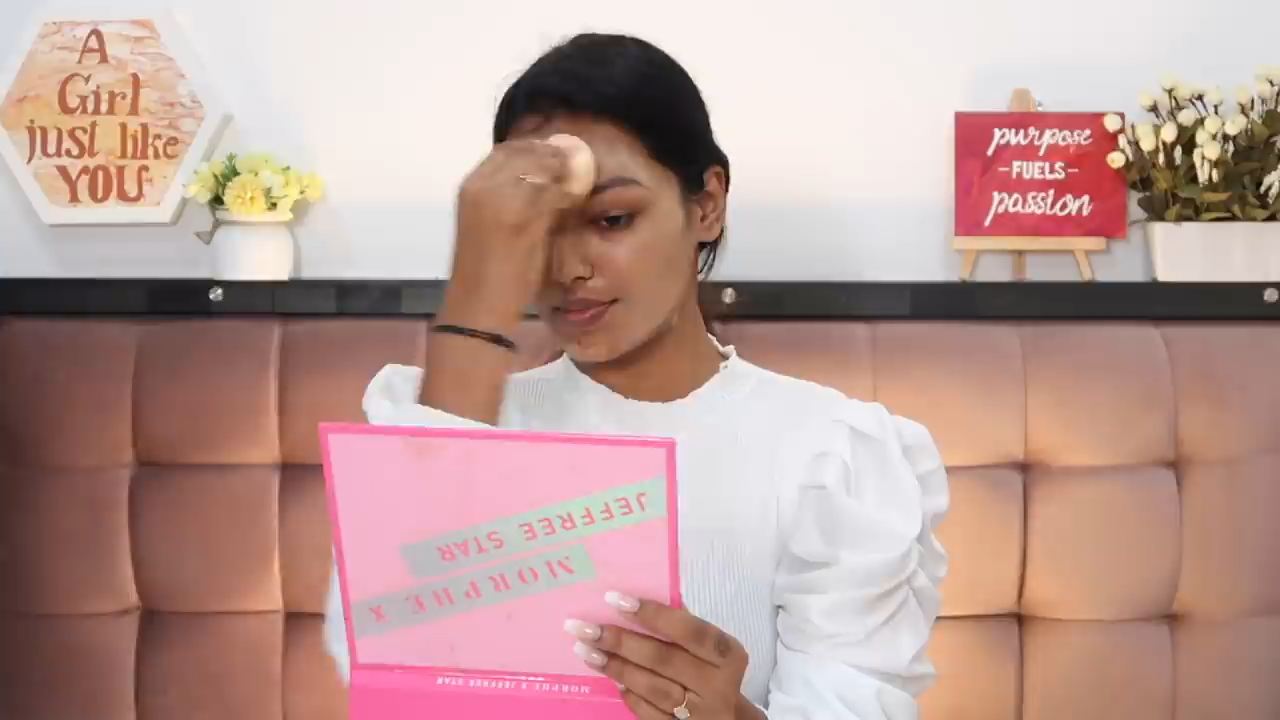 A
Girl
just like
YOU
purpose
-FUELS-
passion
MORPHE X
JEFFREE STAR
MORPHE X JEFFREE STAR